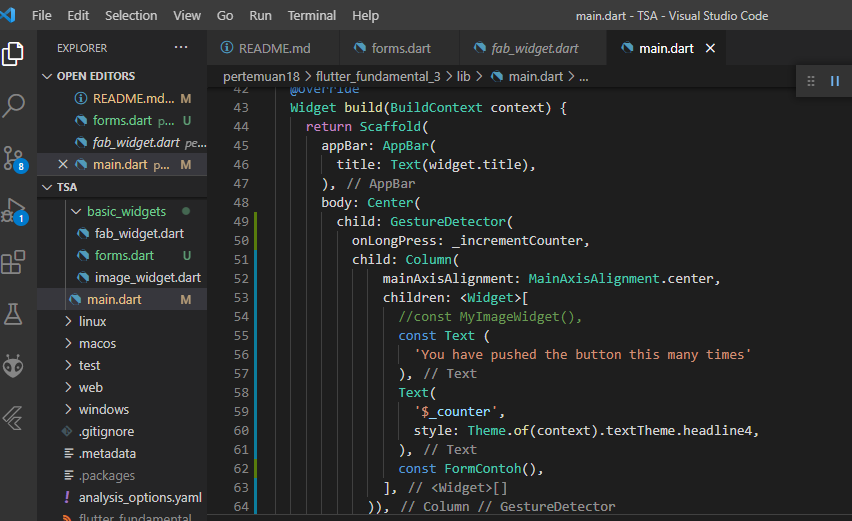 File Edit Selection View Go Run Terminal Help main.dart - TSA - Visual Studio Code
EXPLORER ···
README.md
forms.dart
fab_widget.dart
main.dart
OPEN EDITORS
README.md... M
forms.dart p... U
fab_widget.dart pe...
main.dart p... M
TSA
basic_widgets
fab_widget.dart
forms.dart U
image_widget.dart
main.dart M
linux
macos
test
web
windows
.gitignore
.metadata
.packages
analysis_options.yaml
flutter_fundamental
8
1
pertemuan18 > flutter_fundamental_3 > lib > main.dart > ...
42 @override
43 Widget build(BuildContext context) {
44 return Scaffold(
45 appBar: AppBar(
46 title: Text(widget.title),
47 ), // AppBar
48 body: Center(
49 child: GestureDetector(
50 onLongPress: _incrementCounter,
51 child: Column(
52 mainAxisAlignment: MainAxisAlignment.center,
53 children: <Widget>[
54 //const MyImageWidget(),
55 const Text (
56 'You have pushed the button this many times'
57 ), // Text
58 Text(
59 '$_counter',
60 style: Theme.of(context).textTheme.headline4,
61 ), // Text
62 const FormContoh(),
63 ], // <Widget>[]
64 )), // Column // GestureDetector